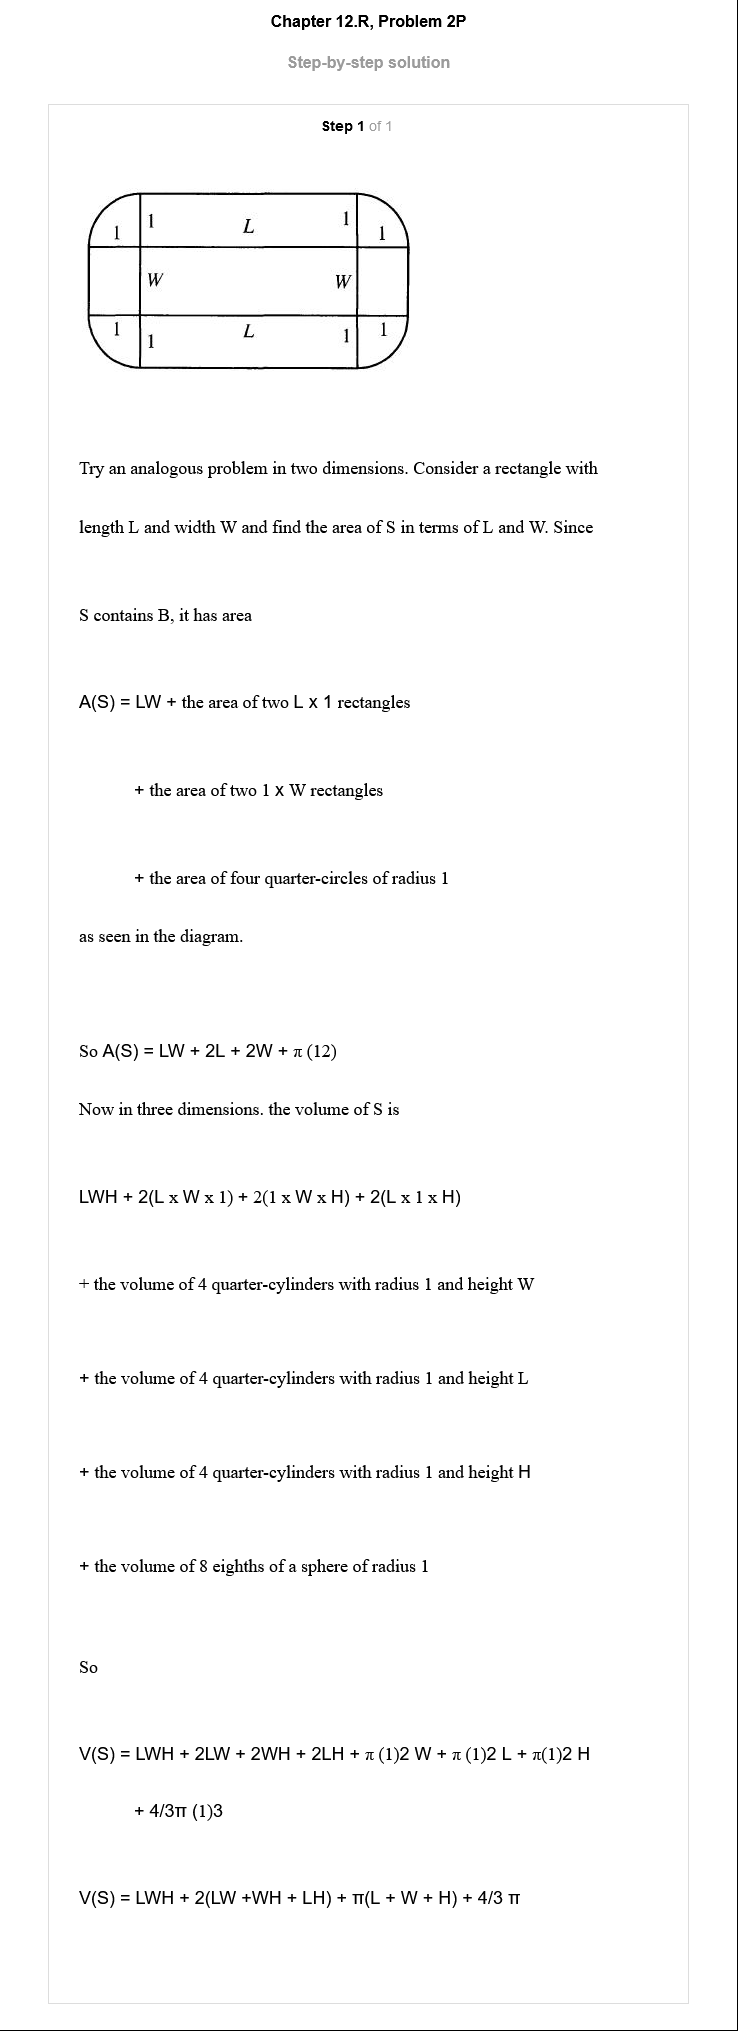 Chapter 12.R, Problem 2P
Step-by-step solution
Step 1 of 1
1 L 1
1 1
W W
1 L 1
1 1
Try an analogous problem in two dimensions. Consider a rectangle with
length L and width W and find the area of S in terms of L and W. Since
S contains B, it has area
A(S) = LW + the area of two L x 1 rectangles
+ the area of two 1 x W rectangles
+ the area of four quarter-circles of radius 1
as seen in the diagram.
So A(S) = LW + 2L + 2W + π (12)
Now in three dimensions. the volume of S is
LWH + 2(L x W x 1) + 2(1 x W x H) + 2(L x 1 x H)
+ the volume of 4 quarter-cylinders with radius 1 and height W
+ the volume of 4 quarter-cylinders with radius 1 and height L
+ the volume of 4 quarter-cylinders with radius 1 and height H
+ the volume of 8 eighths of a sphere of radius 1
So
V(S) = LWH + 2LW + 2WH + 2LH + π (1)2 W + π (1)2 L + π(1)2 H
+ 4/3π (1)3
V(S) = LWH + 2(LW +WH + LH) + π(L + W + H) + 4/3 π